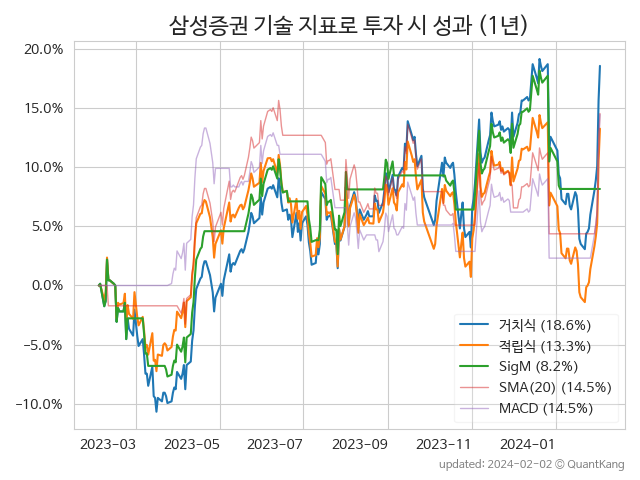 삼성증권 기술 지표로 투자 시 성과 (1년)
20.0%
15.0%
10.0%
5.0%
0.0%
−5.0%
−10.0%
거치식 (18.6%)
적립식 (13.3%)
SigM (8.2%)
SMA(20) (14.5%)
MACD (14.5%)
2023-03 2023-05 2023-07 2023-09 2023-11 2024-01
updated: 2024-02-02 © QuantKang